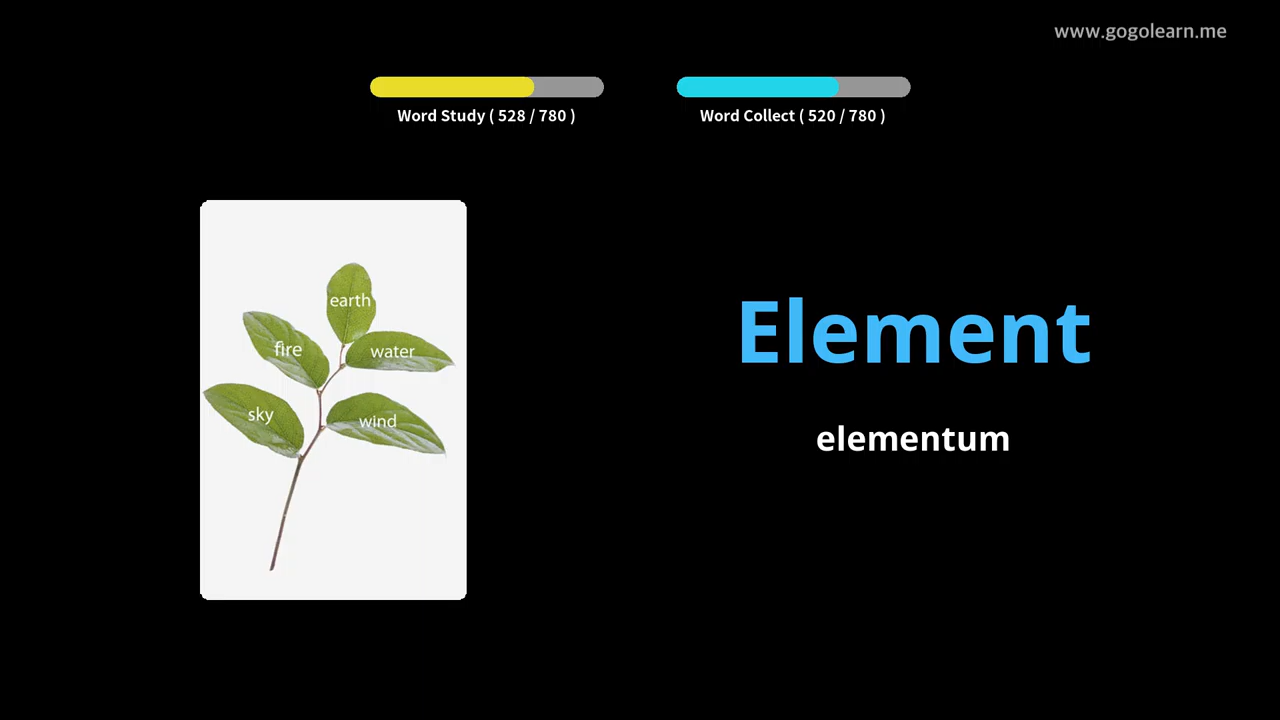 www.gogolearn.me
Word Study ( 528 / 780 )
Word Collect ( 520 / 780 )
earth
fire
water
sky
wind
Element
elementum